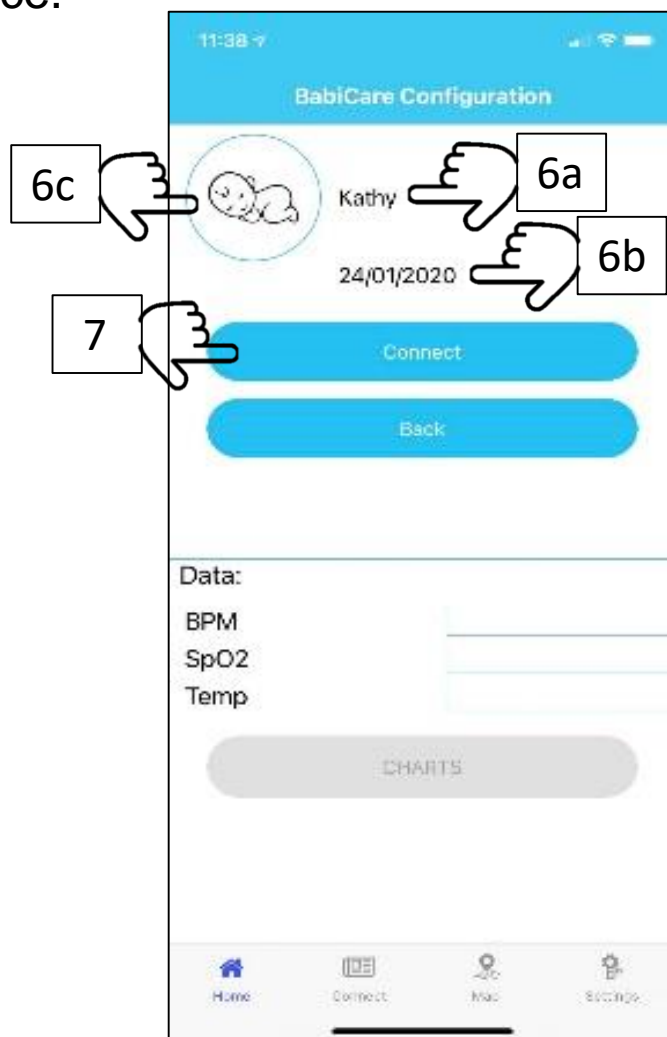 11:38
BabiCare Configuration
6c
Kathy
6a
24/01/2020
6b
7
Connect
Back
Data:
BPM
SpO2
Temp
CHARTS
Home
Connect
Map
Settings